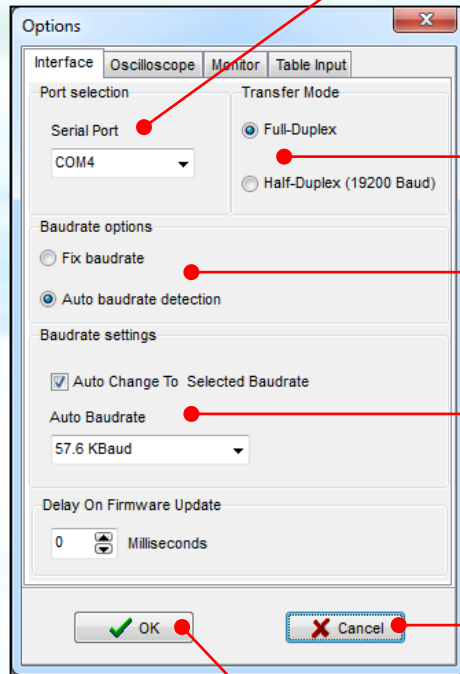 Options
Interface Oscilloscope Monitor Table Input
Port selection
Serial Port
COM4
Transfer Mode
Full-Duplex
Half-Duplex (19200 Baud)
Baudrate options
Fix baudrate
Auto baudrate detection
Baudrate settings
Auto Change To Selected Baudrate
Auto Baudrate
57.6 KBaud
Delay On Firmware Update
0 Milliseconds
OK Cancel